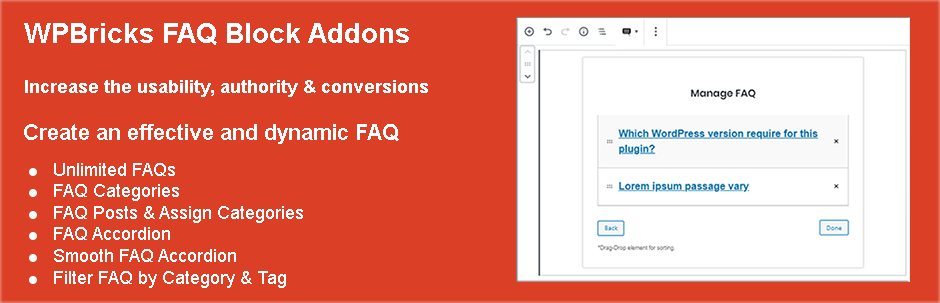 WPBricks FAQ Block Addons
Increase the usability, authority & conversions
Create an effective and dynamic FAQ
Unlimited FAQs
FAQ Categories
FAQ Posts & Assign Categories
FAQ Accordion
Smooth FAQ Accordion
Filter FAQ by Category & Tag
Manage FAQ
Which WordPress version require for this
plugin?
Lorem ipsum passage vary
Back
Done
*Drag-Drop element for sorting.